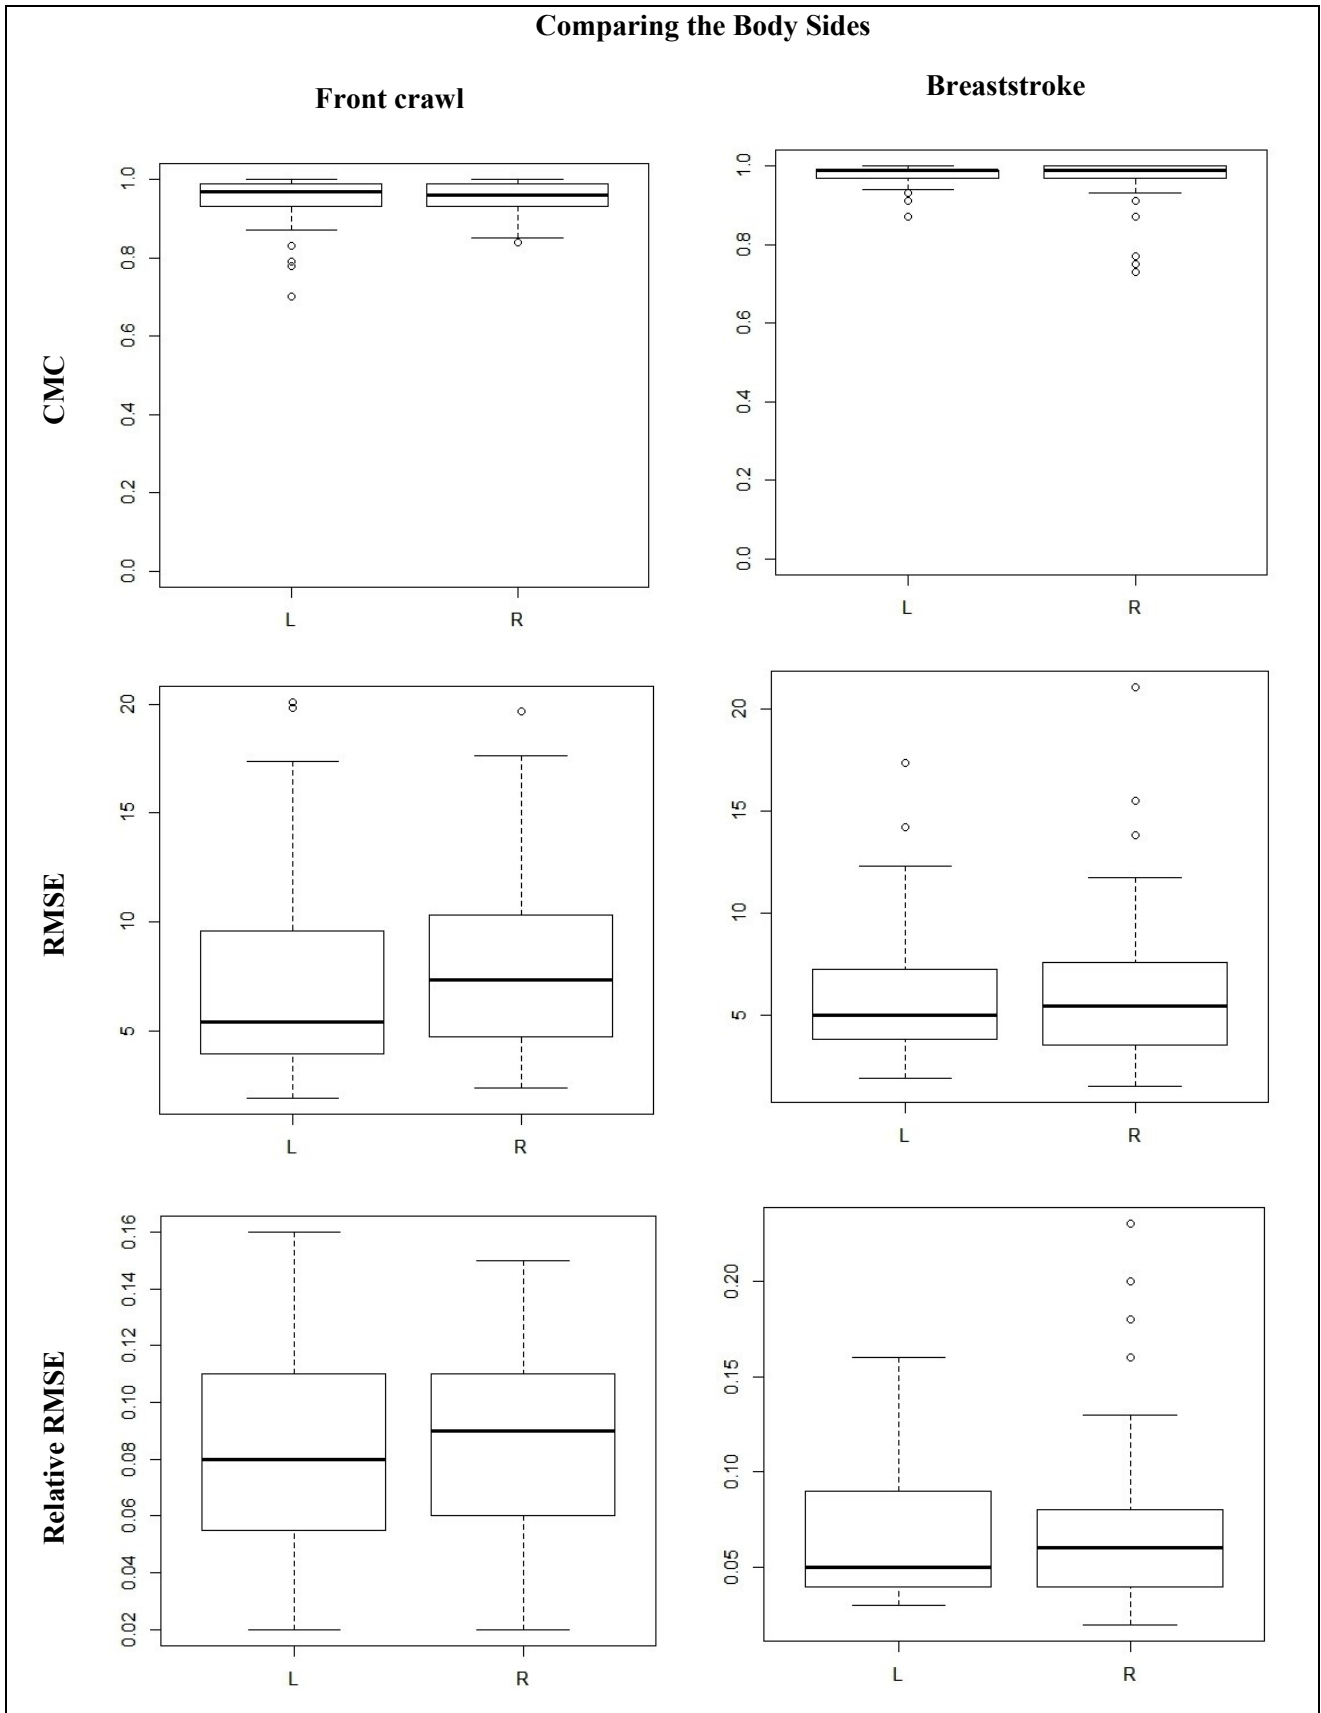 Comparing the Body Sides
Front crawl
Breaststroke
CMC
1.0
0.8
0.6
0.4
0.2
0.0
L
R
1.0
0.8
0.6
0.4
0.2
0.0
L
R
RMSE
20
15
10
5
L
R
20
15
10
5
L
R
Relative RMSE
0.16
0.14
0.12
0.10
0.08
0.06
0.04
0.02
L
R
0.20
0.15
0.10
0.05
L
R